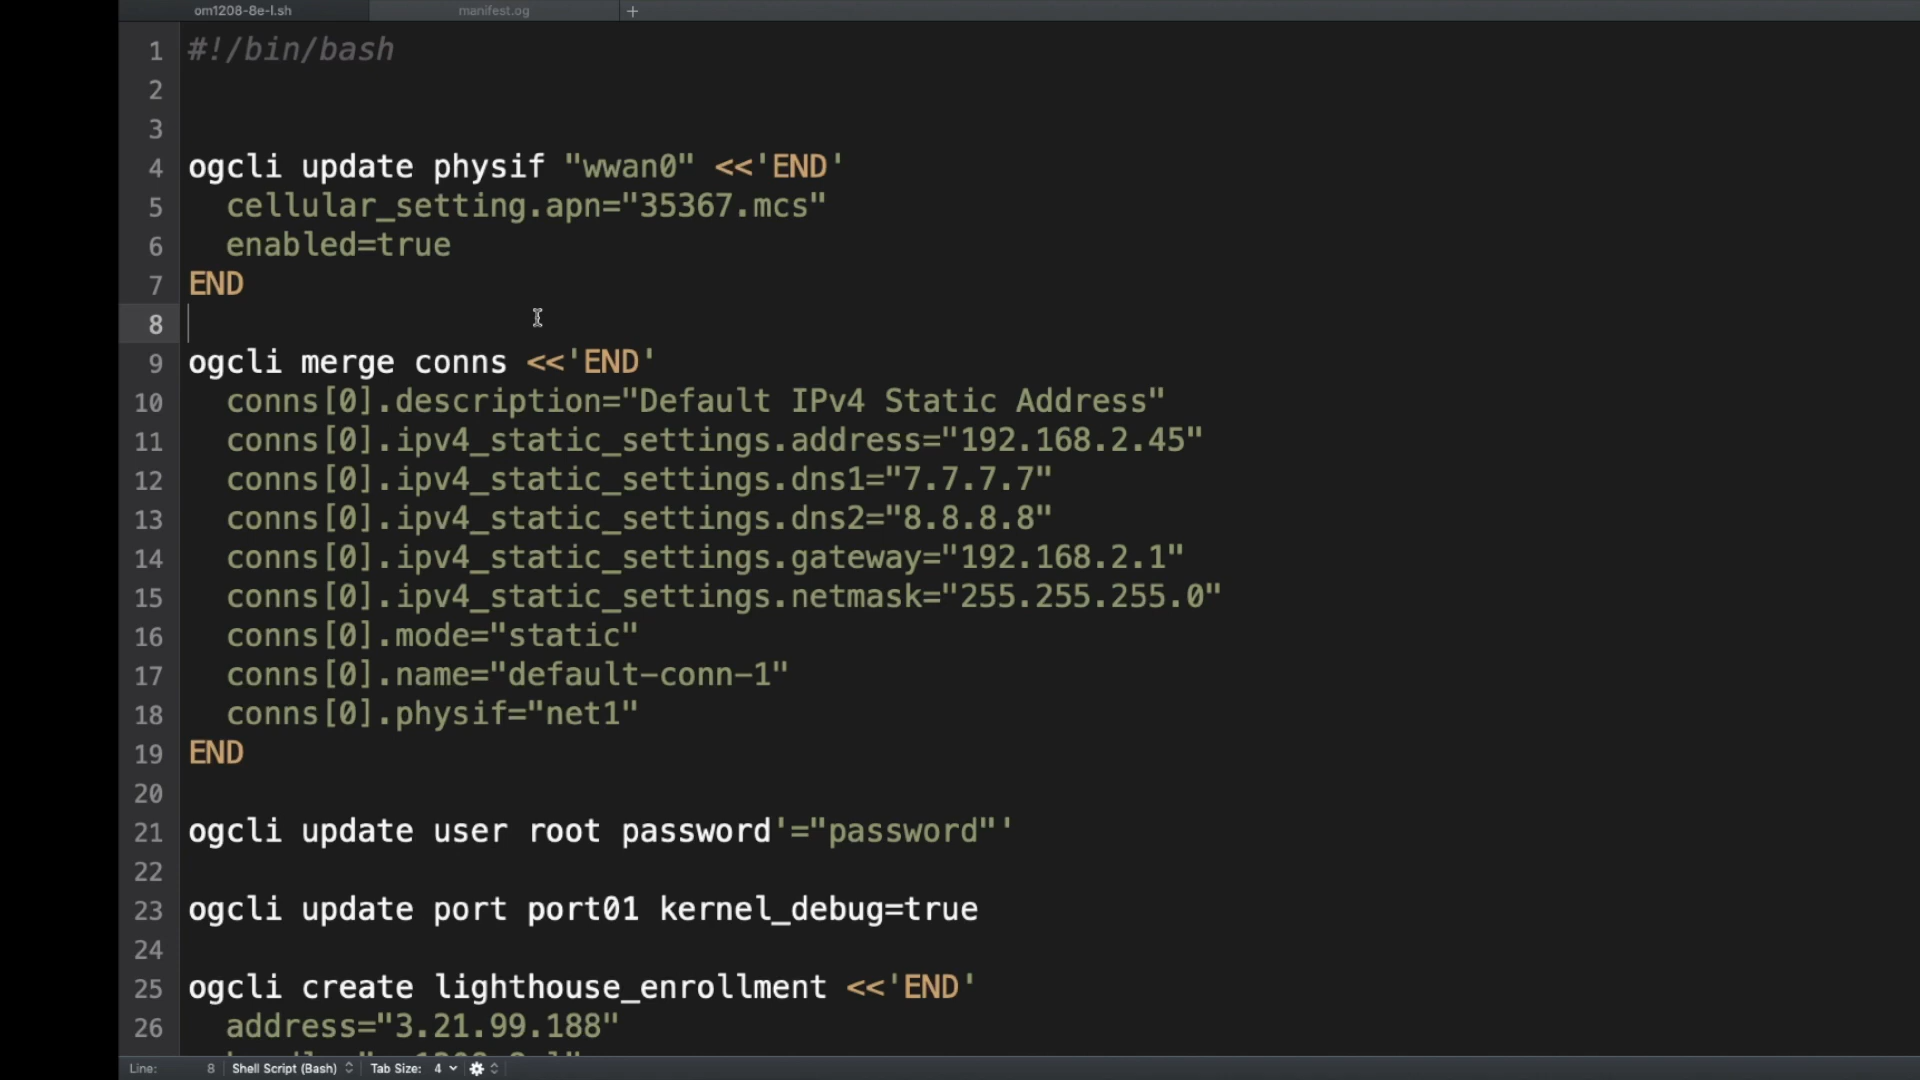 om1208-8e-l.sh
manifest.og
+
1 #!/bin/bash
2
3
4 ogcli update physif "wwan0" <<'END'
5 cellular_setting.apn="35367.mcs"
6 enabled=true
7 END
8
9 ogcli merge conns <<'END'
10 conns[0].description="Default IPv4 Static Address"
11 conns[0].ipv4_static_settings.address="192.168.2.45"
12 conns[0].ipv4_static_settings.dns1="7.7.7.7"
13 conns[0].ipv4_static_settings.dns2="8.8.8.8"
14 conns[0].ipv4_static_settings.gateway="192.168.2.1"
15 conns[0].ipv4_static_settings.netmask="255.255.255.0"
16 conns[0].mode="static"
17 conns[0].name="default-conn-1"
18 conns[0].physif="net1"
19 END
20
21 ogcli update user root password'="password"'
22
23 ogcli update port port01 kernel_debug=true
24
25 ogcli create lighthouse_enrollment <<'END'
26 address="3.21.99.188"
Line: 8 Shell Script (Bash) Tab Size: 4